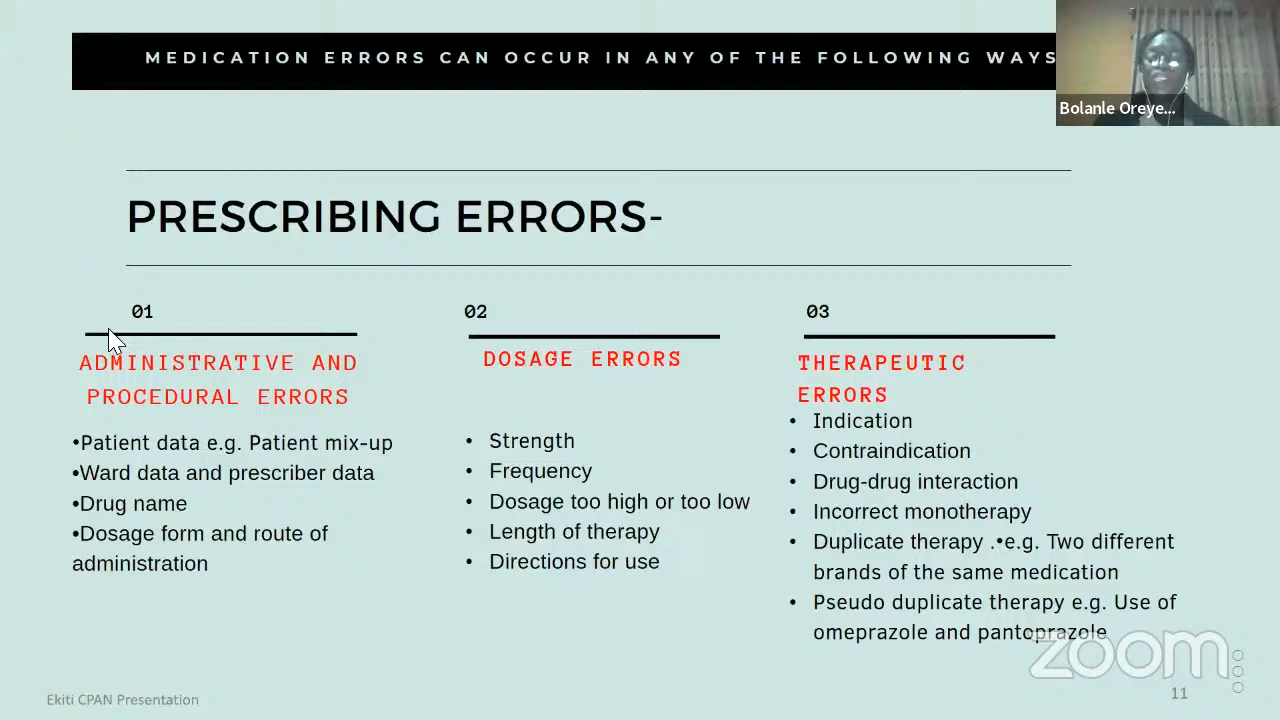 MEDICATION ERRORS CAN OCCUR IN ANY OF THE FOLLOWING WAYS
Bolanle Oreye...
PRESCRIBING ERRORS-
01
ADMINISTRATIVE AND
PROCEDURAL ERRORS
•Patient data e.g. Patient mix-up
•Ward data and prescriber data
•Drug name
•Dosage form and route of
administration
02
DOSAGE ERRORS
• Strength
• Frequency
• Dosage too high or too low
• Length of therapy
• Directions for use
03
THERAPEUTIC
ERRORS
• Indication
• Contraindication
• Drug-drug interaction
• Incorrect monotherapy
• Duplicate therapy .•e.g. Two different
brands of the same medication
• Pseudo duplicate therapy e.g. Use of
omeprazole and pantoprazole
zoom
Ekiti CPAN Presentation
11